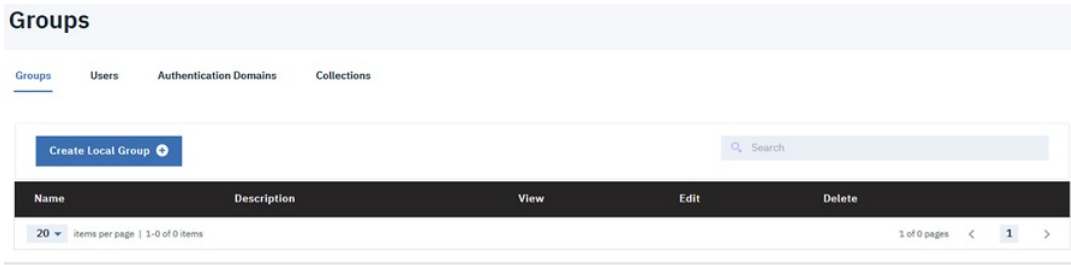 Groups
Groups Users Authentication Domains Collections
Create Local Group Search
Name Description View Edit Delete
20 items per page | 1-0 of 0 items 1 of 0 pages < 1 >